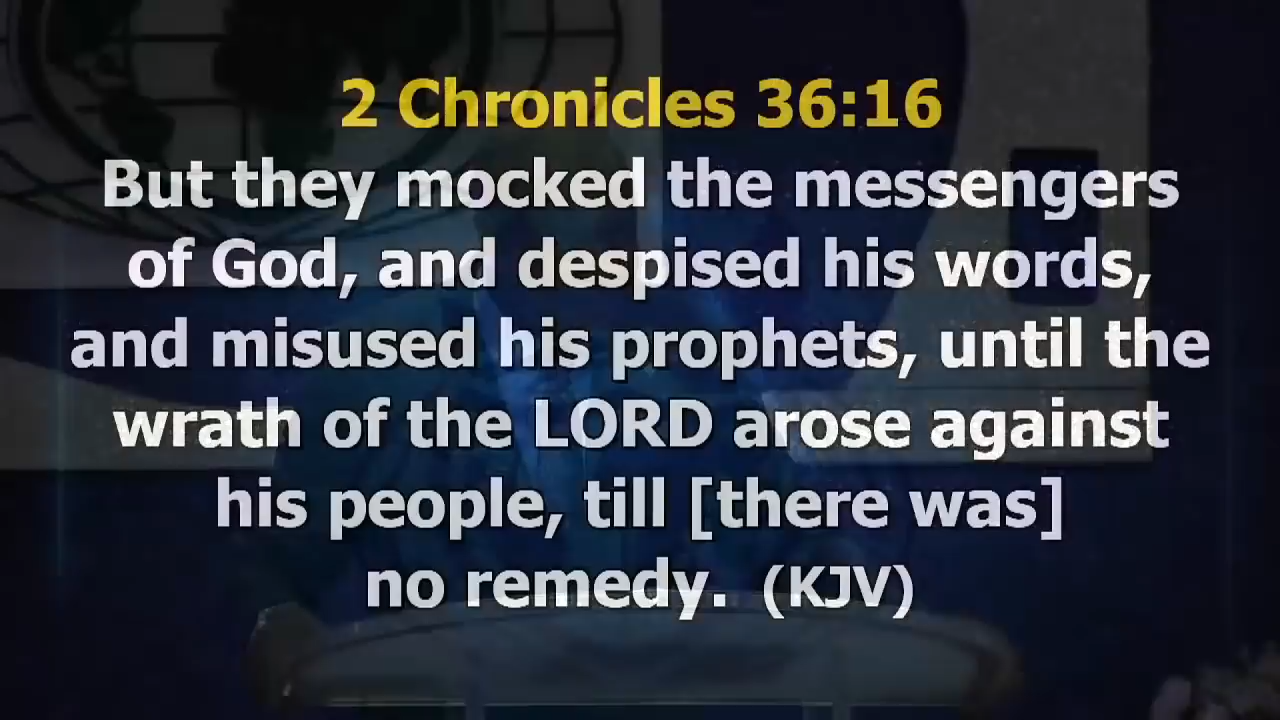 2 Chronicles 36:16
But they mocked the messengers
of God, and despised his words,
and misused his prophets, until the
wrath of the LORD arose against
his people, till [there was]
no remedy. (KJV)